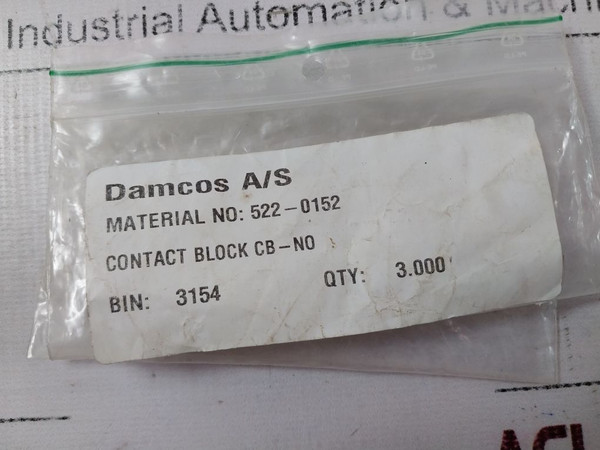 Industrial Automation &
Damcos A/S
MATERIAL NO: 522-0152
CONTACT BLOCK CB-NO
BIN: 3154 QTY: 3.000